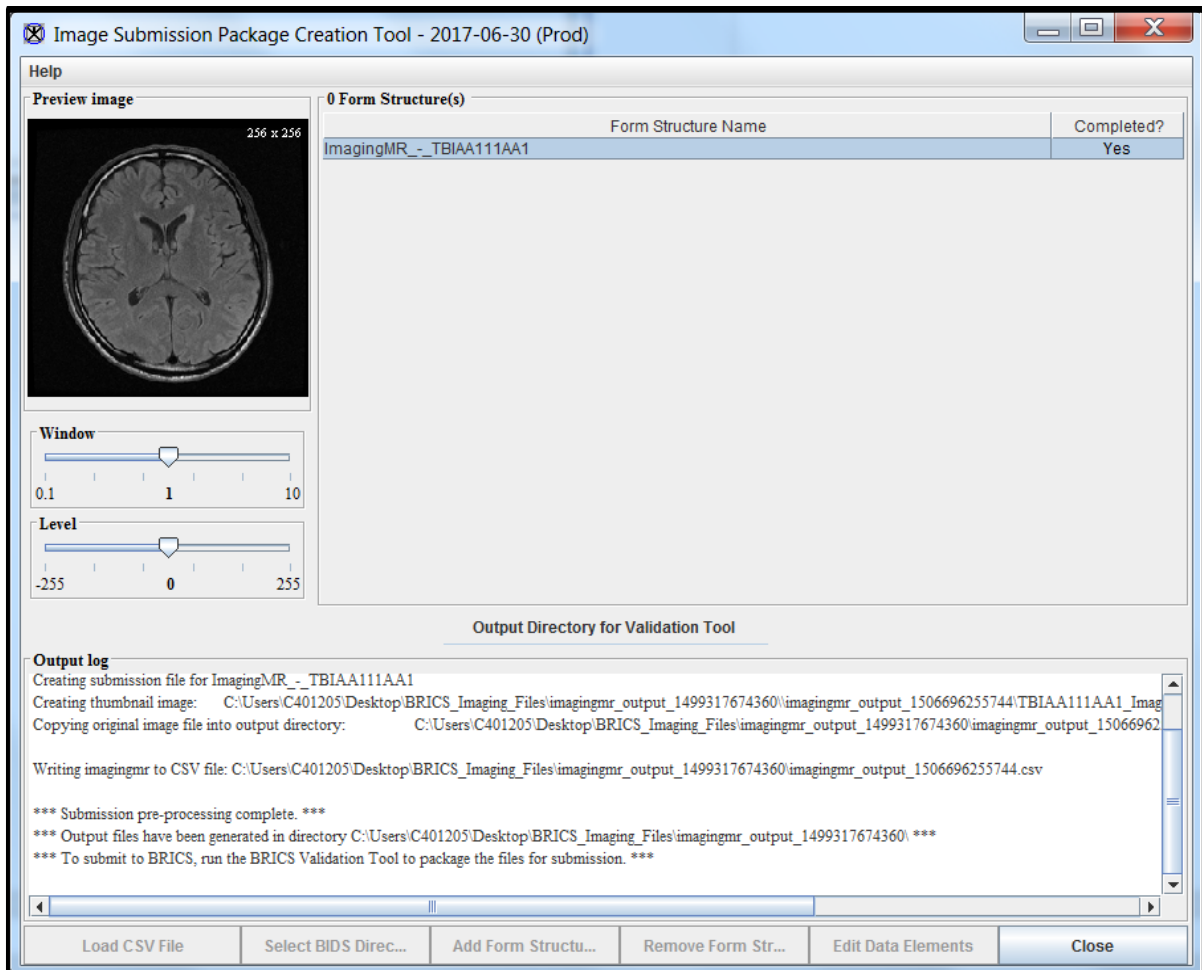 Image Submission Package Creation Tool - 2017-06-30 (Prod)
Help
Preview image
256 x 256
0 Form Structure(s)
Form Structure Name Completed?
ImagingMR_-_TBIAA111AA1 Yes
Window
0.1 1 10
Level
-255 0 255
Output Directory for Validation Tool
Output log
Creating submission file for ImagingMR_-_TBIAA111AA1
Creating thumbnail image: C:\Users\C401205\Desktop\BRICS_Imaging_Files\imagingmr_output_1499317674360\\imagingmr_output_1506696255744\TBIAA111AA1_Imag
Copying original image file into output directory: C:\Users\C401205\Desktop\BRICS_Imaging_Files\imagingmr_output_1499317674360\imagingmr_output_15066962
Writing imagingmr to CSV file: C:\Users\C401205\Desktop\BRICS_Imaging_Files\imagingmr_output_1499317674360\imagingmr_output_1506696255744.csv
*** Submission pre-processing complete. ***
*** Output files have been generated in directory C:\Users\C401205\Desktop\BRICS_Imaging_Files\imagingmr_output_1499317674360\ ***
*** To submit to BRICS, run the BRICS Validation Tool to package the files for submission. ***
Load CSV File Select BIDS Direc... Add Form Structu... Remove Form Str... Edit Data Elements Close